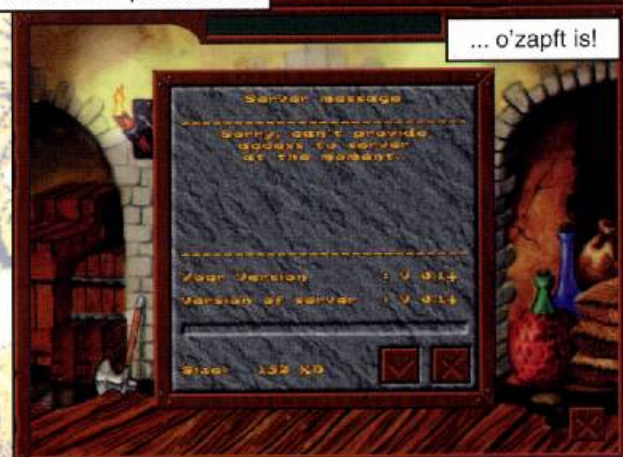 ... o'zapft is!
Server message
Sorry, can't provide
access to server
at the moment..
Your Version : V 0.14
Version of server : V 0.14
Size: 152 KB